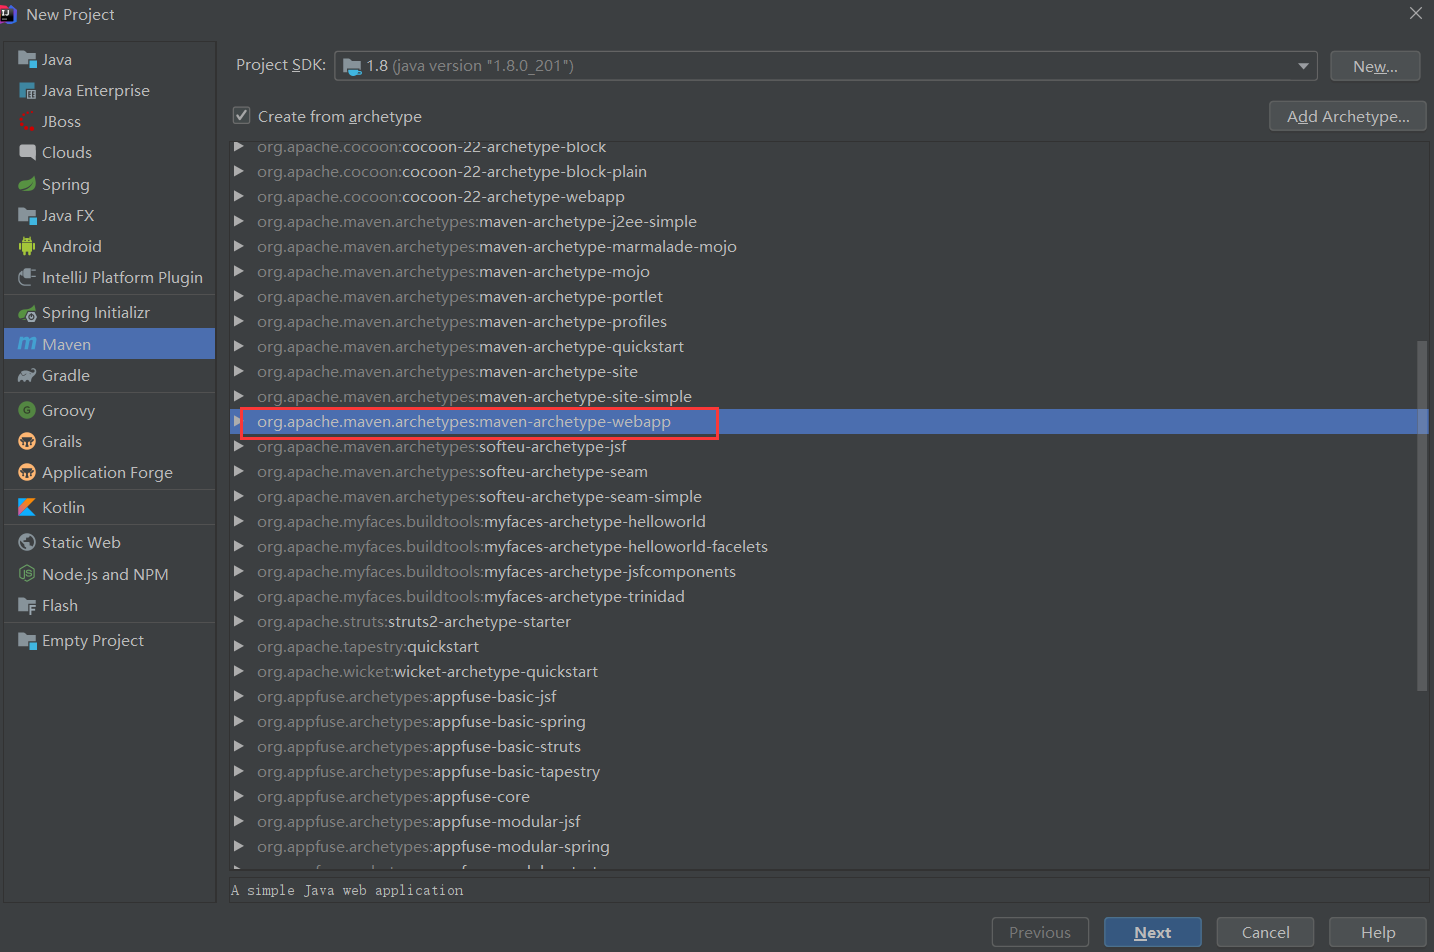 New Project
Java
Java Enterprise
JBoss
Clouds
Spring
Java FX
Android
IntelliJ Platform Plugin
Spring Initializr
Maven
Gradle
Groovy
Grails
Application Forge
Kotlin
Static Web
Node.js and NPM
Flash
Empty Project
Project SDK: 1.8 (java version "1.8.0_201") New...
Create from archetype Add Archetype...
org.apache.cocoon:cocoon-22-archetype-block
org.apache.cocoon:cocoon-22-archetype-block-plain
org.apache.cocoon:cocoon-22-archetype-webapp
org.apache.maven.archetypes:maven-archetype-j2ee-simple
org.apache.maven.archetypes:maven-archetype-marmalade-mojo
org.apache.maven.archetypes:maven-archetype-mojo
org.apache.maven.archetypes:maven-archetype-portlet
org.apache.maven.archetypes:maven-archetype-profiles
org.apache.maven.archetypes:maven-archetype-quickstart
org.apache.maven.archetypes:maven-archetype-site
org.apache.maven.archetypes:maven-archetype-site-simple
org.apache.maven.archetypes:maven-archetype-webapp
org.apache.maven.archetypes:softeu-archetype-jsf
org.apache.maven.archetypes:softeu-archetype-seam
org.apache.maven.archetypes:softeu-archetype-seam-simple
org.apache.myfaces.buildtools:myfaces-archetype-helloworld
org.apache.myfaces.buildtools:myfaces-archetype-helloworld-facelets
org.apache.myfaces.buildtools:myfaces-archetype-jsfcomponents
org.apache.myfaces.buildtools:myfaces-archetype-trinidad
org.apache.struts:struts2-archetype-starter
org.apache.tapestry:quickstart
org.apache.wicket:wicket-archetype-quickstart
org.appfuse.archetypes:appfuse-basic-jsf
org.appfuse.archetypes:appfuse-basic-spring
org.appfuse.archetypes:appfuse-basic-struts
org.appfuse.archetypes:appfuse-basic-tapestry
org.appfuse.archetypes:appfuse-core
org.appfuse.archetypes:appfuse-modular-jsf
org.appfuse.archetypes:appfuse-modular-spring
A simple Java web application
Previous Next Cancel Help